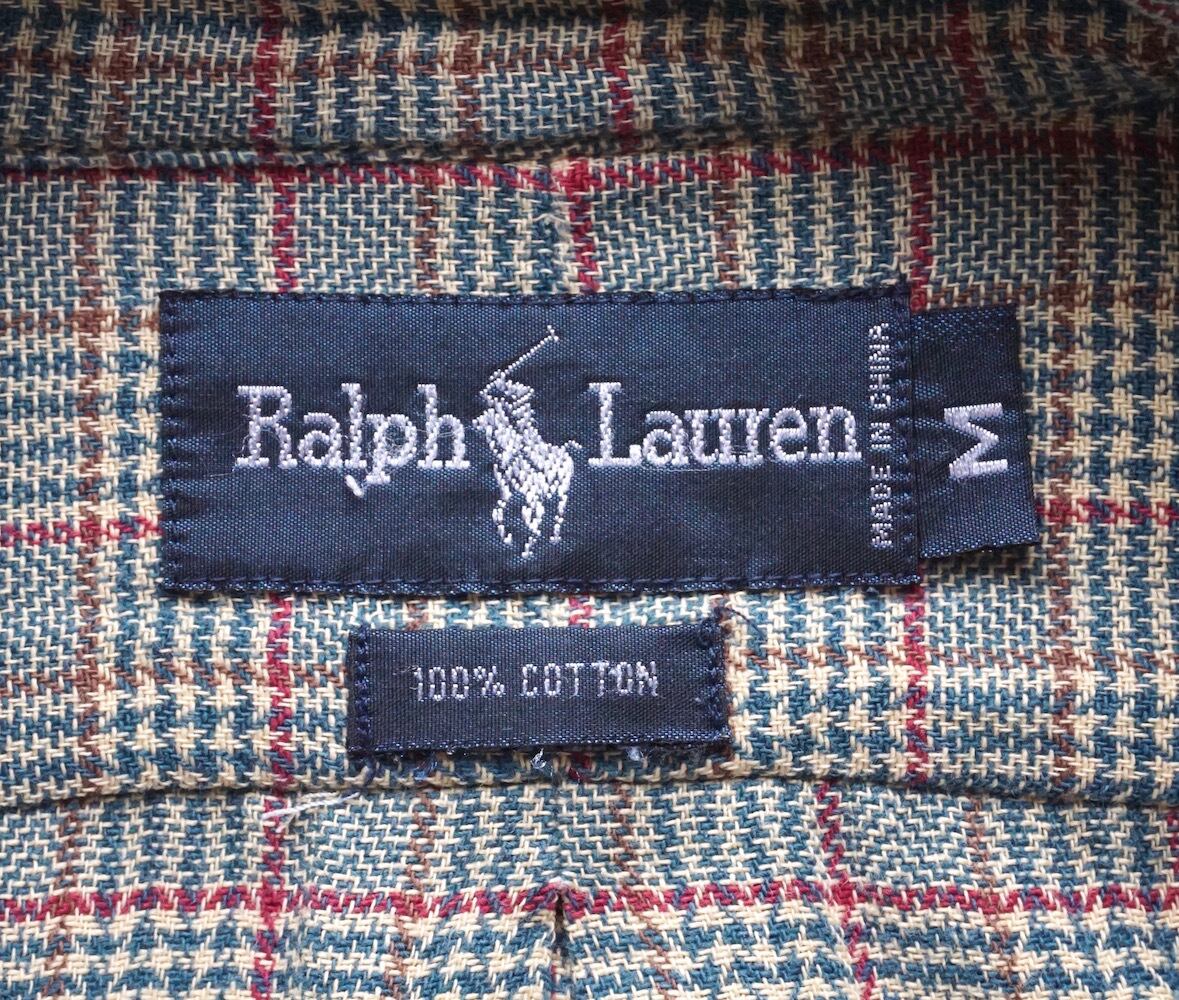 Ralph Lauren
MADE IN CHINA
M
100% COTTON